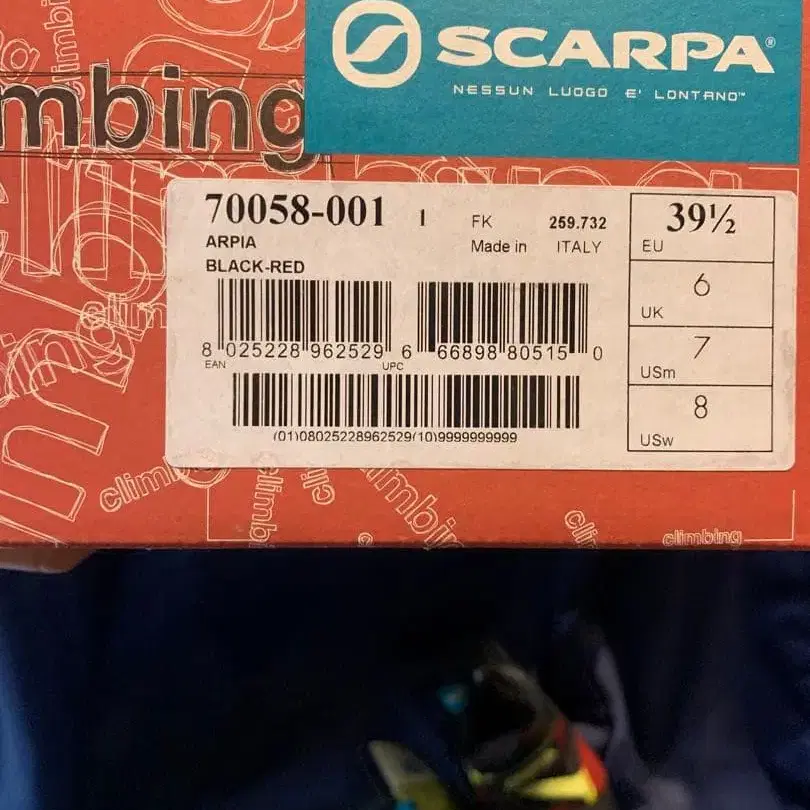 climbi
mbing
SCARPA®
NESSUN LUOGO E' LONTANO™
70058-001 1 FK 259.732
ARPIA Made in ITALY
BLACK-RED
39½
EU
6
UK
7
USm
8
USw
8 025228 962529 6 66898 80515 0
EAN UPC
(01)08025228962529(10)9999999999
climbing
climbing